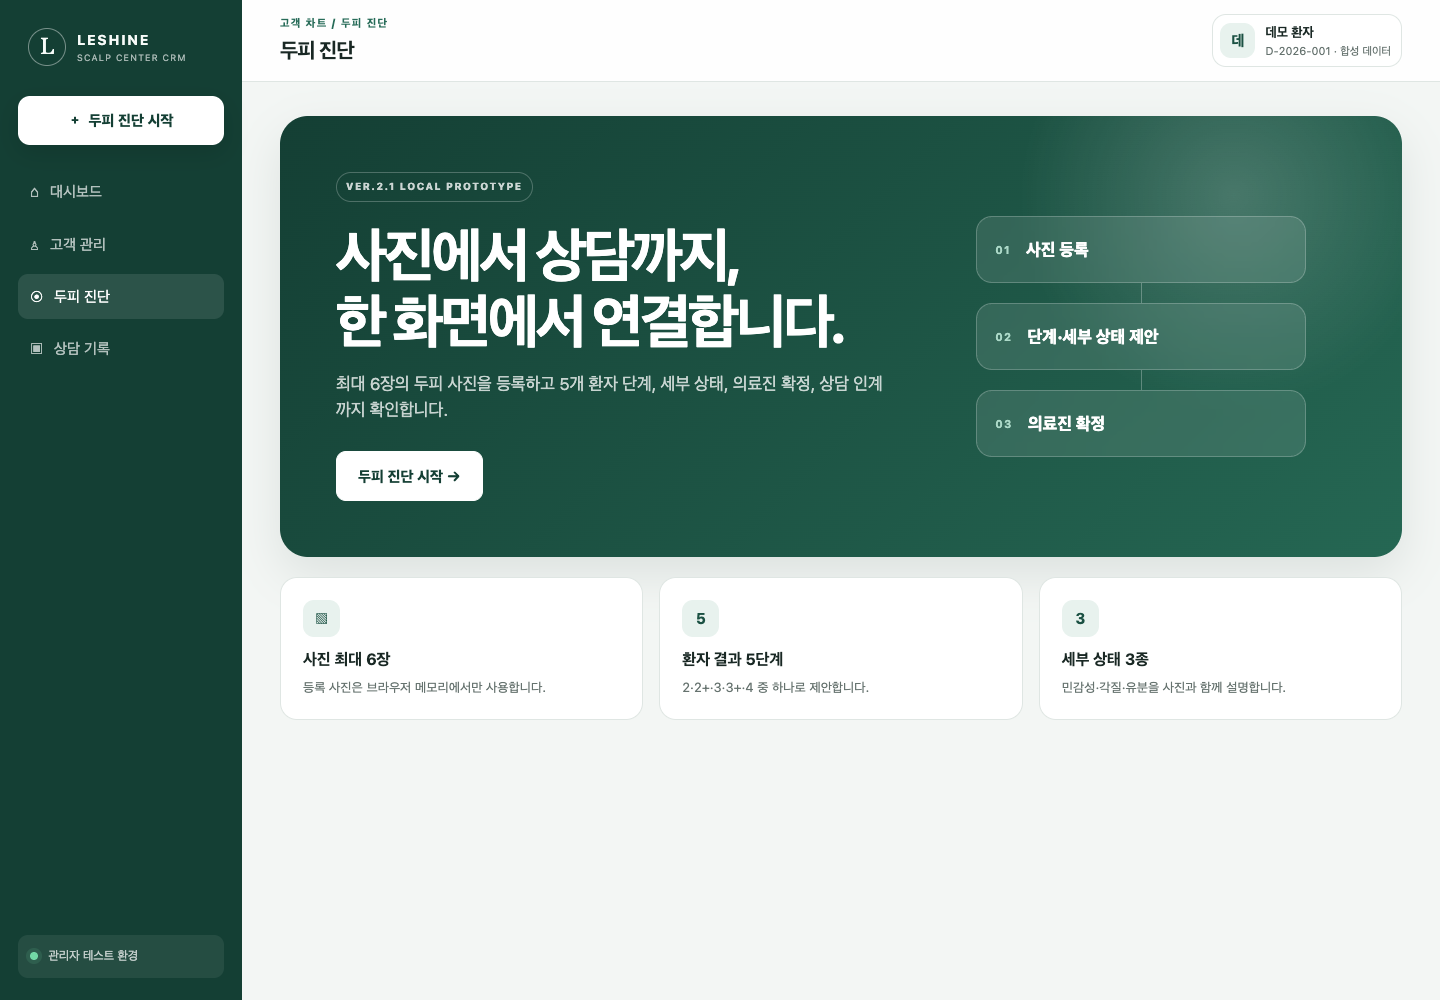 L
LESHINE
SCALP CENTER CRM
+ 두피 진단 시작
대시보드
고객 관리
두피 진단
상담 기록
관리자 테스트 환경
고객 차트 / 두피 진단
두피 진단
데
데모 환자
D-2026-001 · 합성 데이터
VER.2.1 LOCAL PROTOTYPE
사진에서 상담까지,
한 화면에서 연결합니다.
최대 6장의 두피 사진을 등록하고 5개 환자 단계, 세부 상태, 의료진 확정, 상담 인계
까지 확인합니다.
두피 진단 시작 →
01 사진 등록
02 단계·세부 상태 제안
03 의료진 확정
사진 최대 6장
등록 사진은 브라우저 메모리에서만 사용합니다.
5
환자 결과 5단계
2·2+·3·3+·4 중 하나로 제안합니다.
3
세부 상태 3종
민감성·각질·유분을 사진과 함께 설명합니다.